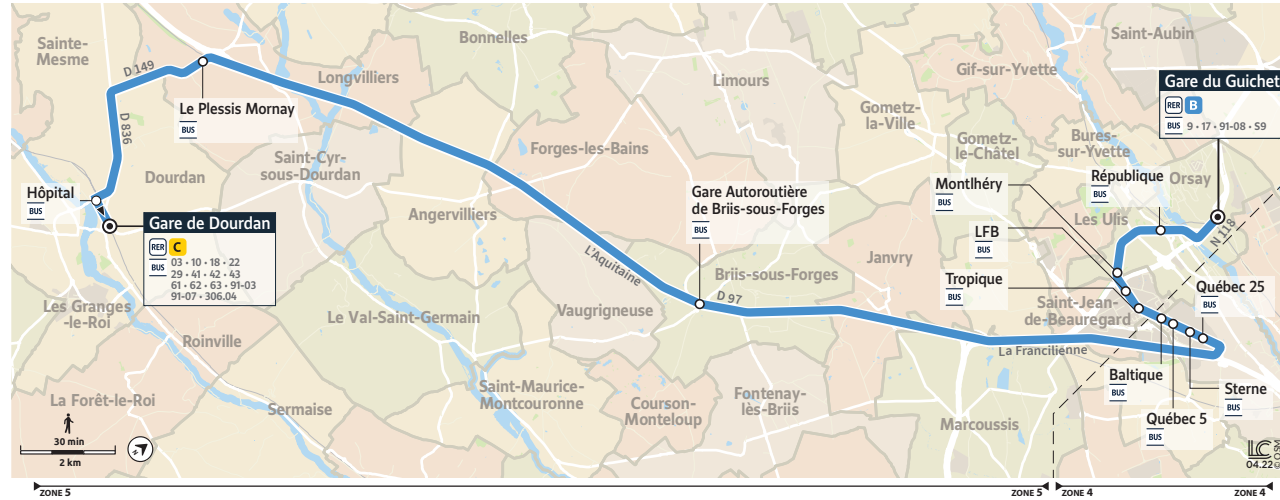 Sainte-
Mesme
D 149
D 836
Le Plessis Mornay
BUS
Longvilliers
Bonnelles
Limours
Saint-Aubin
Gif-sur-Yvette
Gare du Guichet
RER B
BUS 9 • 17 • 91-08 • S9
Gometz-
la-Ville
Gometz-
le-Châtel
Bures-
sur-Yvette
Orsay
République
BUS
Les Ulis
N 118
Hôpital
BUS
Dourdan
Saint-Cyr-
sous-Dourdan
Forges-les-Bains
Angervilliers
Gare de Dourdan
RER C
BUS 03 • 10 • 18 • 22
29 • 41 • 42 • 43
61 • 62 • 63 • 91-03
91-07 • 306.04
Gare Autoroutière
de Briis-sous-Forges
BUS
Montlhéry
BUS
LFB
BUS
Tropique
BUS
L'Aquitaine
Briis-sous-Forges
D 97
Janvry
Saint-Jean-
de-Beauregard
Québec 25
BUS
Les Granges
-le-Roi
Roinville
Le Val-Saint-Germain
Vaugrigneuse
La Francilienne
Baltique
BUS
Sterne
BUS
Québec 5
BUS
La Forêt-le-Roi
Sermaise
Saint-Maurice-
Montcouronne
Courson-
Monteloup
Fontenay-
lès-Briis
Marcoussis
30 min
2 km
LC
04.22
© OSM
ZONE 5
ZONE 5
ZONE 4
ZONE 4